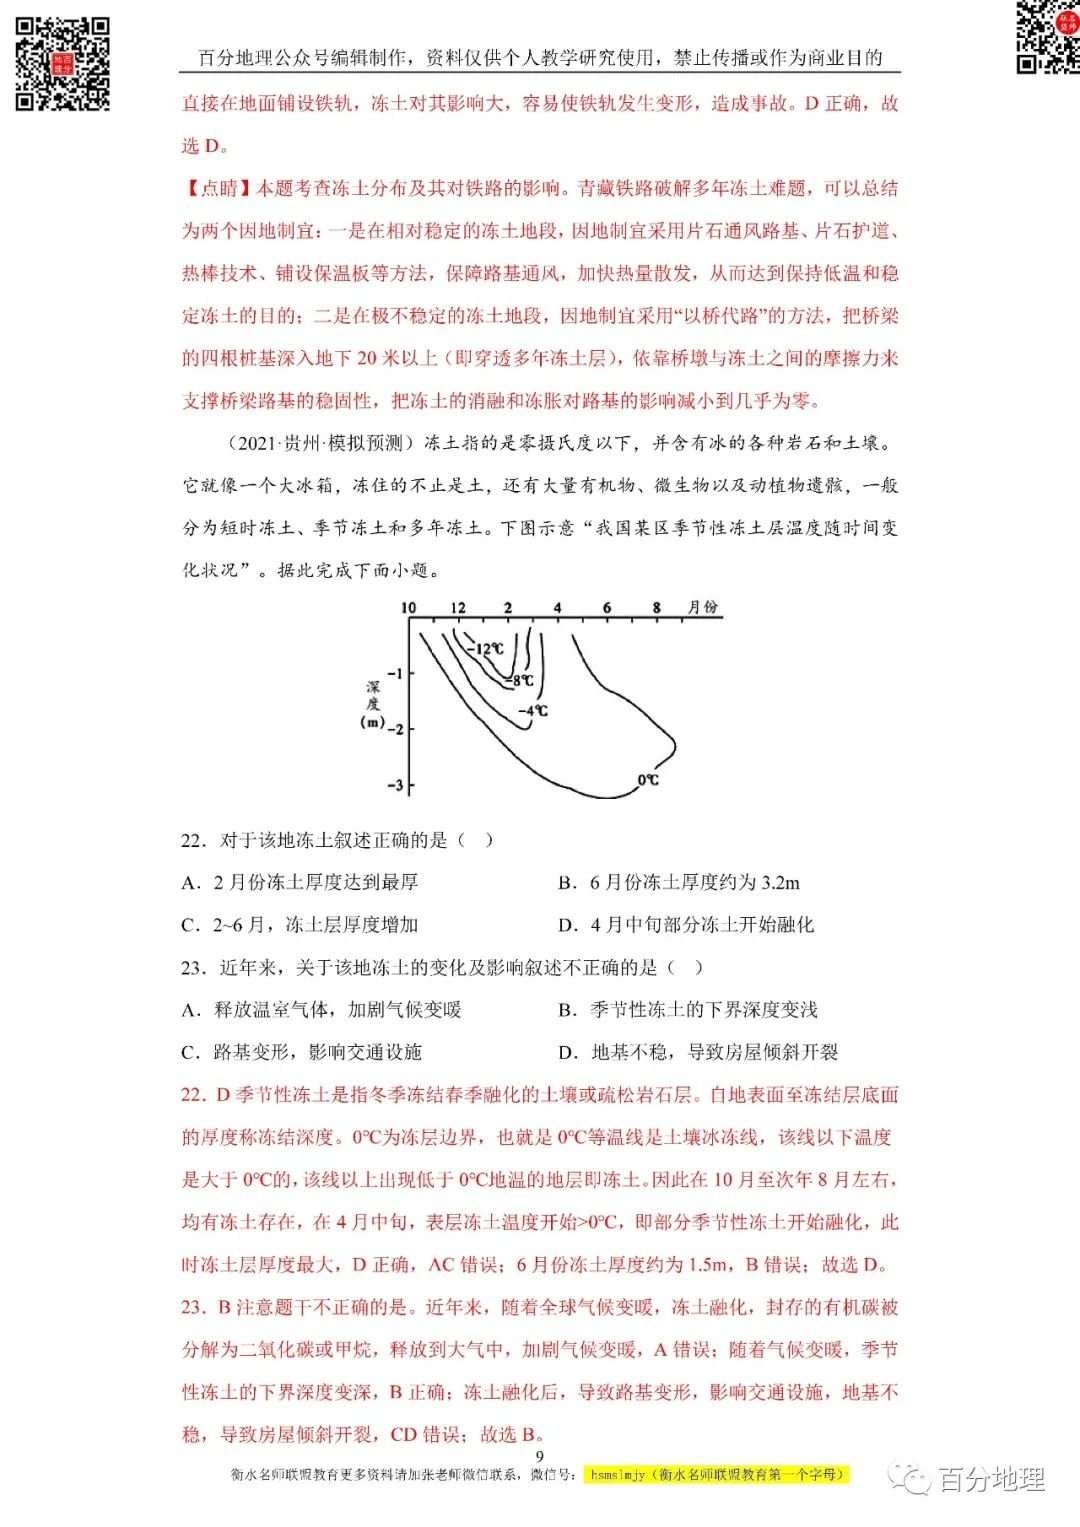 百分地理公众号编辑制作，资料仅供个人教学研究使用，禁止传播或作为商业目的
直接在地面铺设铁轨，冻土对其影响大，容易使铁轨发生变形，造成事故。D 正确，故
选 D。
【点睛】本题考查冻土分布及其对铁路的影响。青藏铁路破解多年冻土难题，可以总结
为两个因地制宜：一是在相对稳定的冻土地段，因地制宜采用片石通风路基、片石护道、
热棒技术、铺设保温板等方法，保障路基通风，加快热量散发，从而达到保持低温和稳
定冻土的目的；二是在极不稳定的冻土地段，因地制宜采用“以桥代路”的方法，把桥梁
的四根桩基深入地下 20 米以上（即穿透多年冻土层），依靠桥墩与冻土之间的摩擦力来
支撑桥梁路基的稳固性，把冻土的消融和冻胀对路基的影响减小到几乎为零。
（2021·贵州·模拟预测）冻土指的是零摄氏度以下，并含有冰的各种岩石和土壤。
它就像一个大冰箱，冻住的不止是土，还有大量有机物、微生物以及动植物遗骸，一般
分为短时冻土、季节冻土和多年冻土。下图示意“我国某区季节性冻土层温度随时间变
化状况”。据此完成下面小题。
10 12 2 4 6 8 月份
-12℃
-1
-8℃
深
度
(m)
-4℃
-2
0℃
-3
22．对于该地冻土叙述正确的是（　）
A．2 月份冻土厚度达到最厚 B．6 月份冻土厚度约为 3.2m
C．2~6 月，冻土层厚度增加 D．4 月中旬部分冻土开始融化
23．近年来，关于该地冻土的变化及影响叙述不正确的是（　）
A．释放温室气体，加剧气候变暖 B．季节性冻土的下界深度变浅
C．路基变形，影响交通设施 D．地基不稳，导致房屋倾斜开裂
22．D 季节性冻土是指冬季冻结春季融化的土壤或疏松岩石层。自地表面至冻结层底面
的厚度称冻结深度。0℃为冻层边界，也就是 0℃等温线是土壤冰冻线，该线以下温度
是大于 0℃的，该线以上出现低于 0℃地温的地层即冻土。因此在 10 月至次年 8 月左右，
均有冻土存在，在 4 月中旬，表层冻土温度开始>0℃，即部分季节性冻土开始融化，此
时冻土层厚度最大，D 正确，AC 错误；6 月份冻土厚度约为 1.5m，B 错误；故选 D。
23．B 注意题干不正确的是。近年来，随着全球气候变暖，冻土融化，封存的有机碳被
分解为二氧化碳或甲烷，释放到大气中，加剧气候变暖，A 错误；随着气候变暖，季节
性冻土的下界深度变深，B 正确；冻土融化后，导致路基变形，影响交通设施，地基不
稳，导致房屋倾斜开裂，CD 错误；故选 B。
9
衡水名师联盟教育更多资料请加张老师微信联系，微信号： hsmslmjy（衡水名师联盟教育第一个字母）
百分地理